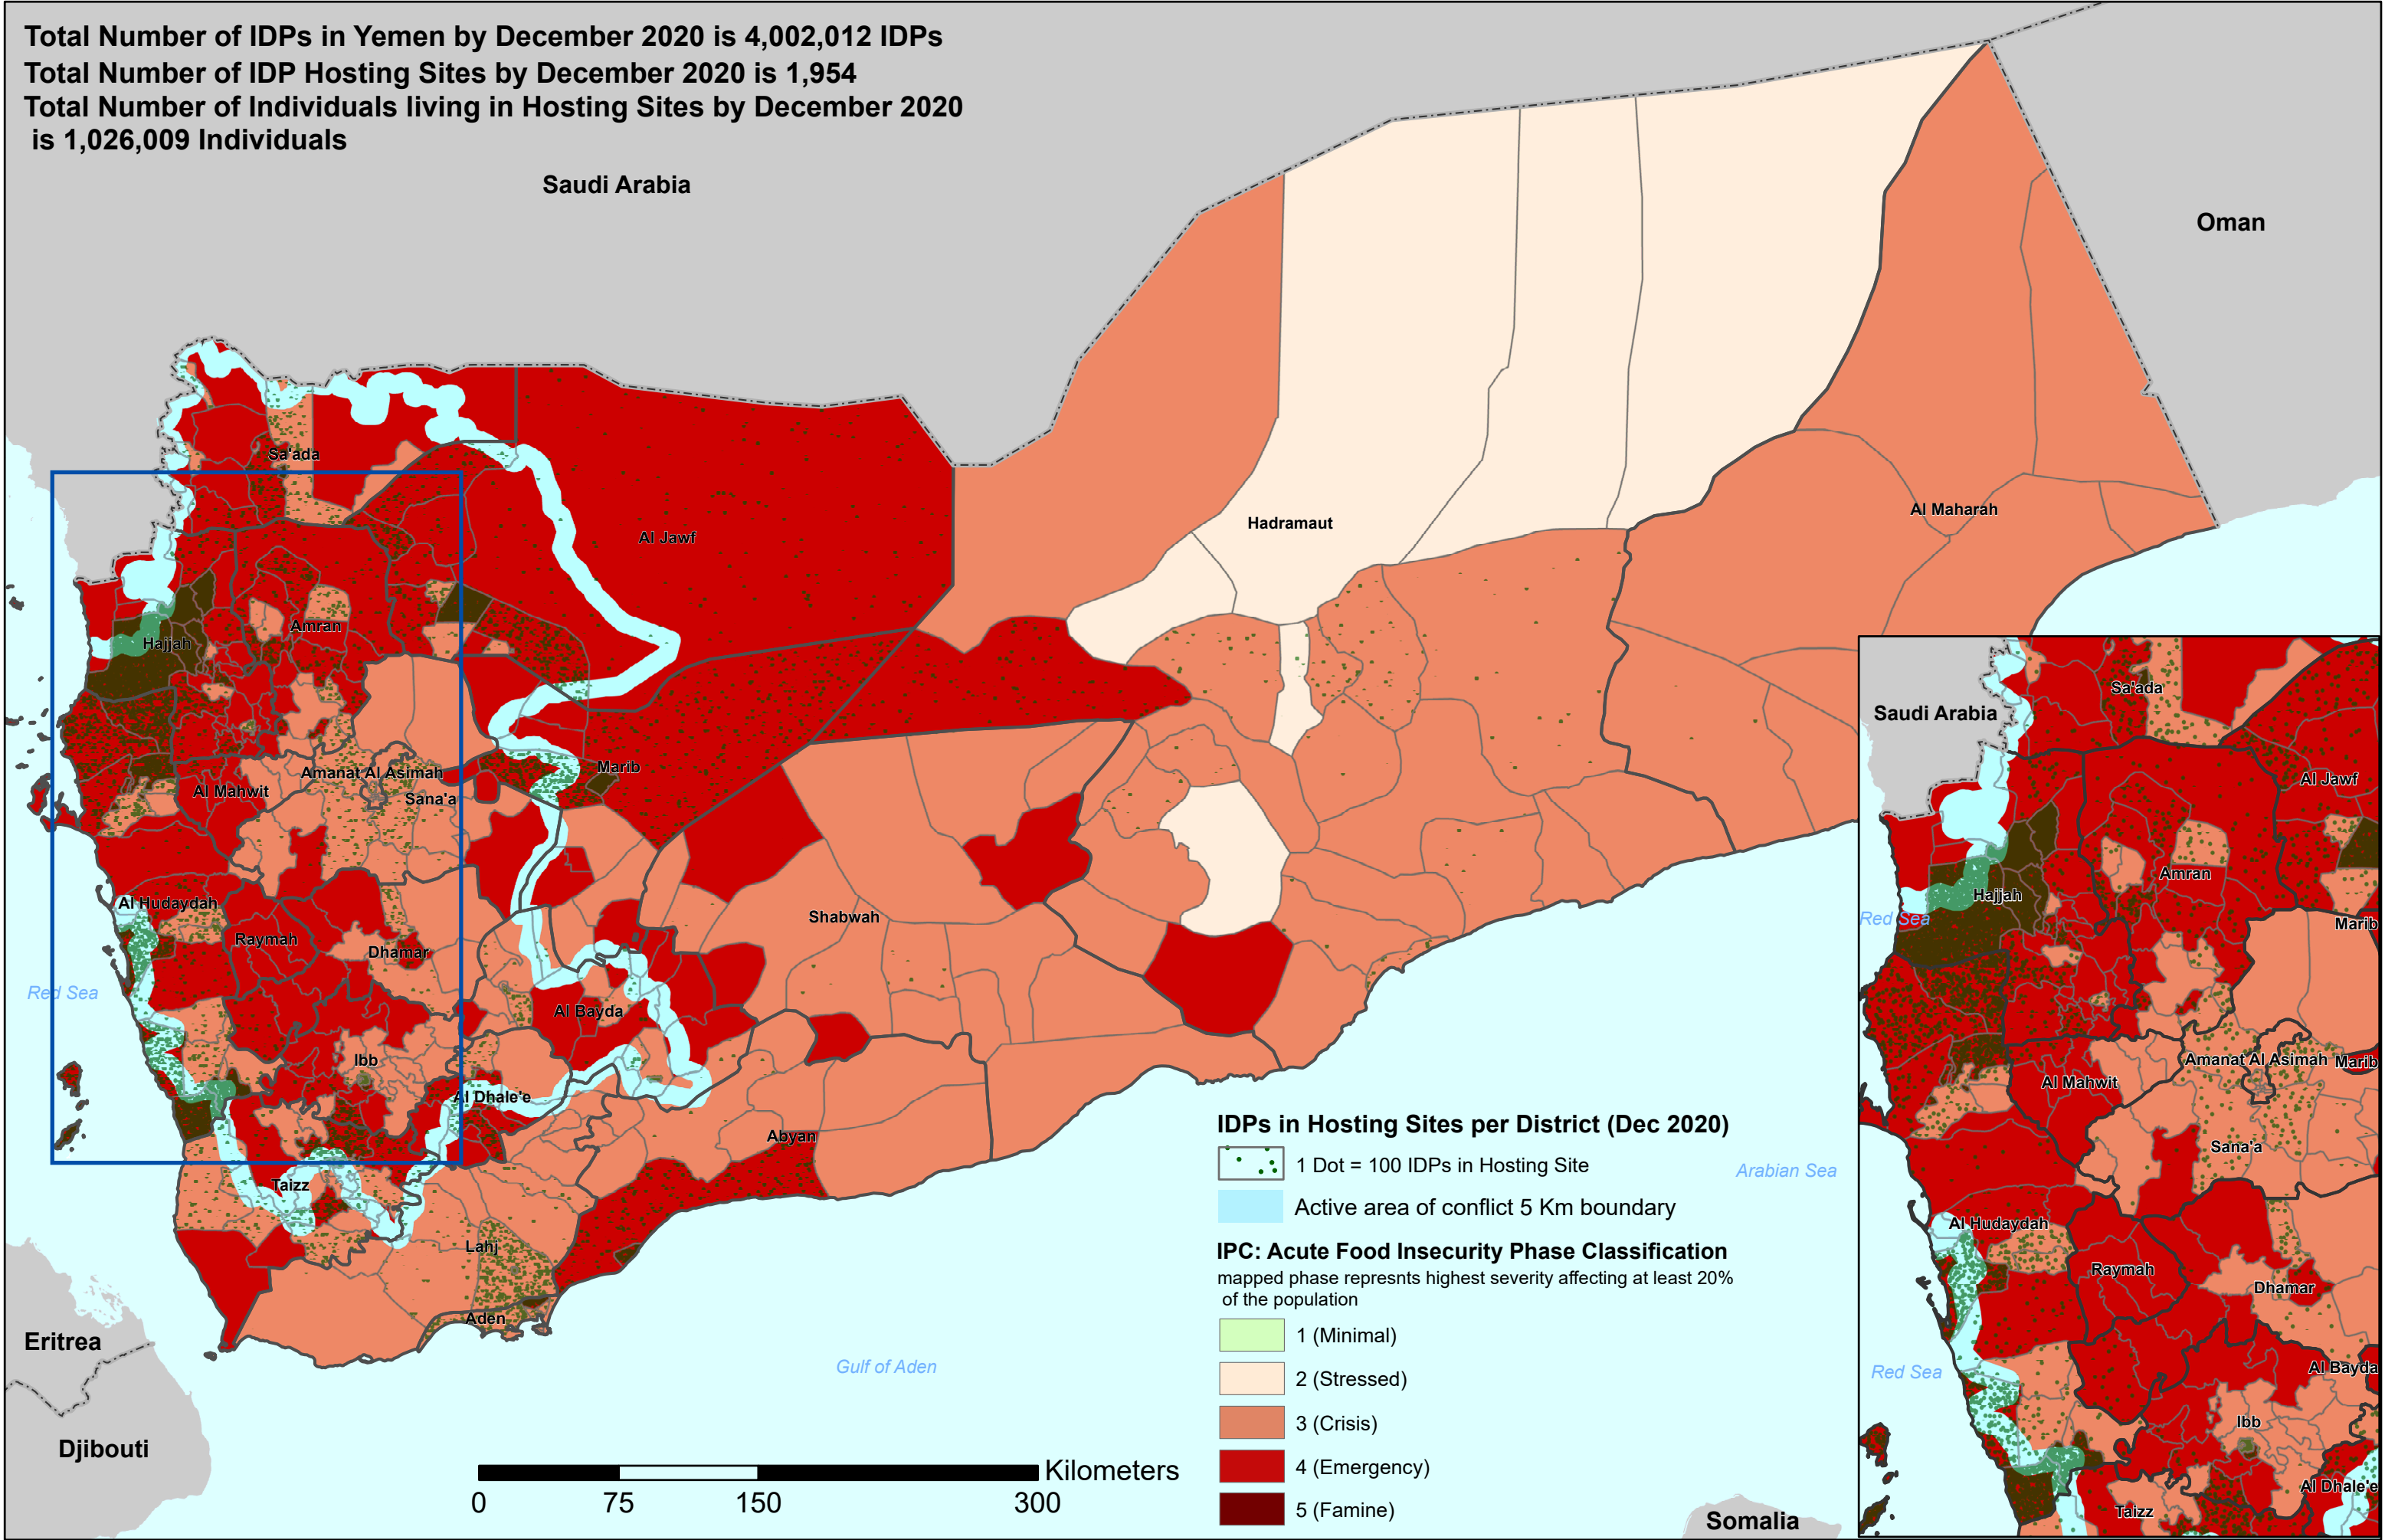 Total Number of IDPs in Yemen by December 2020 is 4,002,012 IDPs
Total Number of IDP Hosting Sites by December 2020 is 1,954
Total Number of Individuals living in Hosting Sites by December 2020
is 1,026,009 Individuals
Saudi Arabia
Oman
Sa'ada
Al Jawf
Hadramaut
Al Maharah
Hajjah
Amran
Marib
Amanat Al Asimah
Al Mahwit
Sana'a
Al Hudaydah
Raymah
Dhamar
Shabwah
Red Sea
Al Bayda
Ibb
Al Dhale'e
Abyan
Taizz
Lahj
Aden
Eritrea
Djibouti
Gulf of Aden
Arabian Sea
Somalia
Kilometers
0 75 150 300
IDPs in Hosting Sites per District (Dec 2020)
1 Dot = 100 IDPs in Hosting Site
Active area of conflict 5 Km boundary
IPC: Acute Food Insecurity Phase Classification
mapped phase represnts highest severity affecting at least 20%
of the population
1 (Minimal)
2 (Stressed)
3 (Crisis)
4 (Emergency)
5 (Famine)
Sa'ada
Saudi Arabia
Al Jawf
Amran
Hajjah
Red Sea
Marib
Amanat Al Asimah
Marib
Al Mahwit
Sana'a
Al Hudaydah
Raymah
Dhamar
Al Bayda
Red Sea
Ibb
Al Dhale'e
Taizz